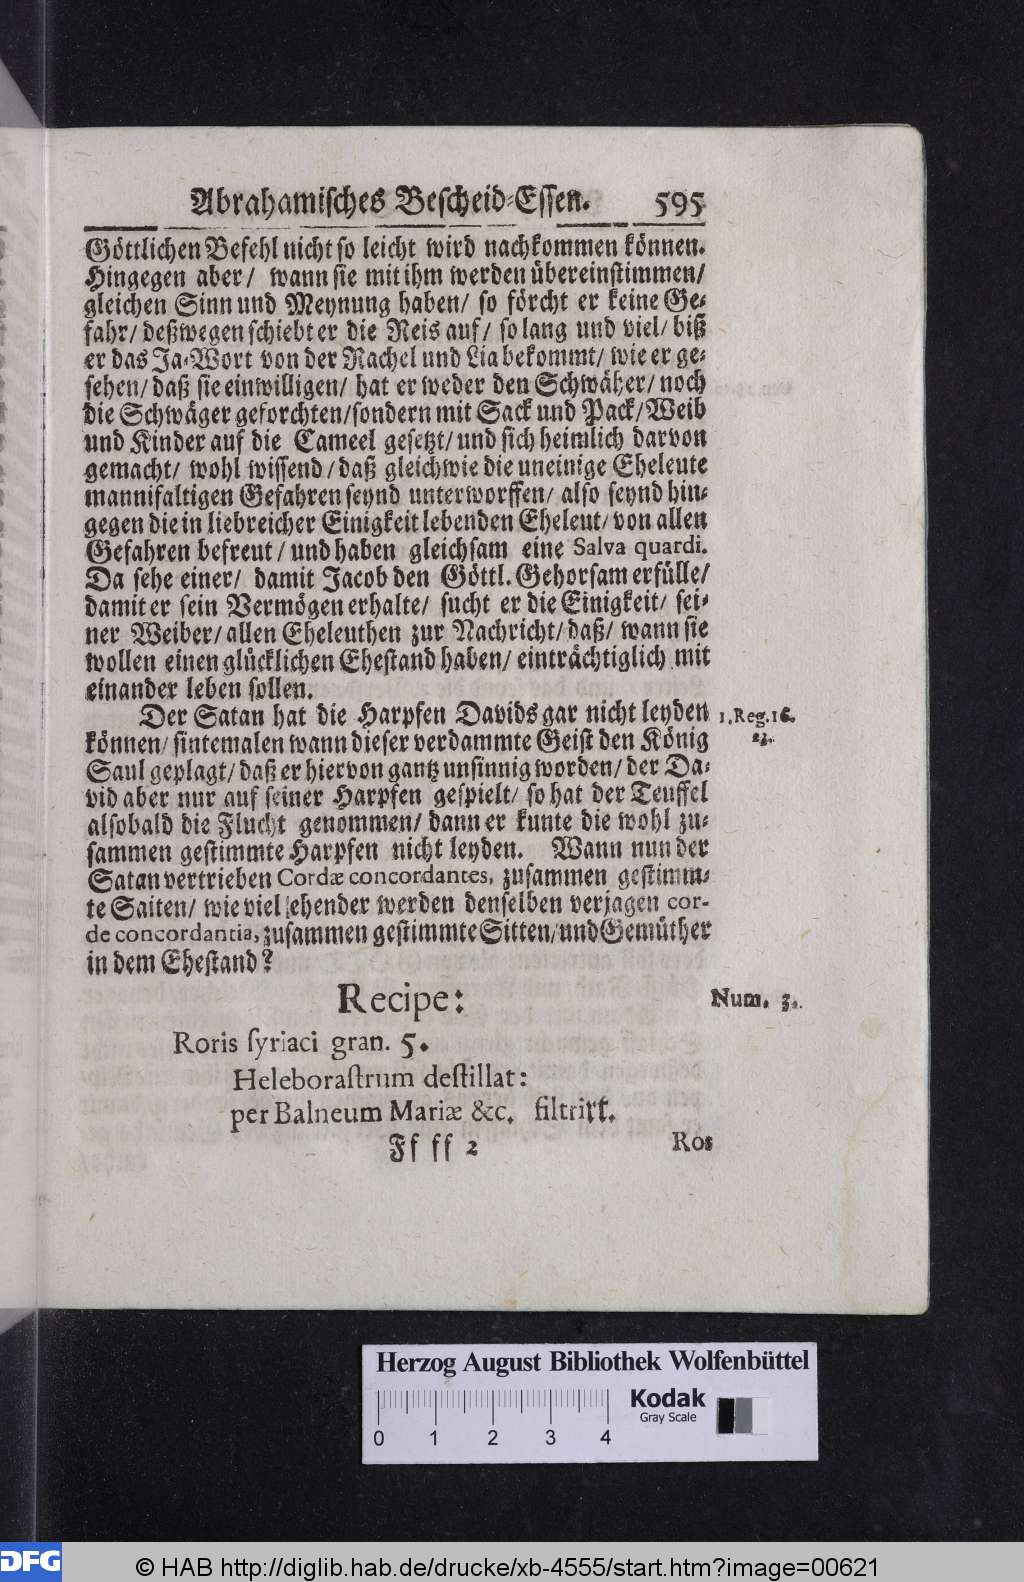 Abrahamisches Bescheid-Essen. 595
Göttlichen Befehl nicht so leicht wird nachkommen können.
Hingegen aber/ wann sie mit ihm werden übereinstimmen/
gleichen Sinn und Meynung haben/ so förcht er keine Ge-
fahr/ deßwegen schiebt er die Reis auf/ so lang und viel/ biß
er das Ja-Wort von der Rachel und Lia bekommt/ wie er ge-
sehen/ daß sie einwilligen/ hat er weder den Schwäher/ noch
die Schwäger geforchten/ sondern mit Sack und Pack/ Weib
und Kinder auf die Cameel gesetzt/ und sich heimlich darvon
gemacht/ wohl wissend/ daß gleichwie die uneinige Eheleute
mannifaltigen Gefahren seynd unterworffen/ also seynd hin-
gegen die in liebreicher Einigkeit lebenden Eheleut/ von allen
Gefahren befreut/ und haben gleichsam eine Salva quardi.
Da sehe einer/ damit Jacob den Göttl. Gehorsam erfülle/
damit er sein Vermögen erhalte/ sucht er die Einigkeit/ sei-
ner Weiber/ allen Eheleuthen zur Nachricht/ daß/ wann sie
wollen einen glücklichen Ehestand haben/ einträchtiglich mit
einander leben sollen.
Der Satan hat die Harpfen Davids gar nicht leyden
1. Reg. 16.
können/ sintemalen wann dieser verdammte Geist den König
23.
Saul geplagt/ daß er hiervon gantz unsinnig worden/ der Da-
vid aber nur auf seiner Harpfen gespielt/ so hat der Teuffel
alsobald die Flucht genommen/ dann er kunte die wohl zu-
sammen gestimmte Harpfen nicht leyden. Wann nun der
Satan vertrieben Cordæ concordantes, zusammen gestimm-
te Saiten/ wie viel ehender werden denselben verjagen cor-
de concordantia, zusammen gestimmte Sitten/ und Gemüther
in dem Ehestand?
Recipe:
Num. 3.
Roris ſyriaci gran. 5.
Heleboraſtrum deſtillat:
per Balneum Mariæ &c. filtrirt.
Ff ff 2 Ros
Herzog August Bibliothek Wolfenbüttel
Kodak
Gray Scale
0 1 2 3 4
DFG © HAB http://diglib.hab.de/drucke/xb-4555/start.htm?image=00621